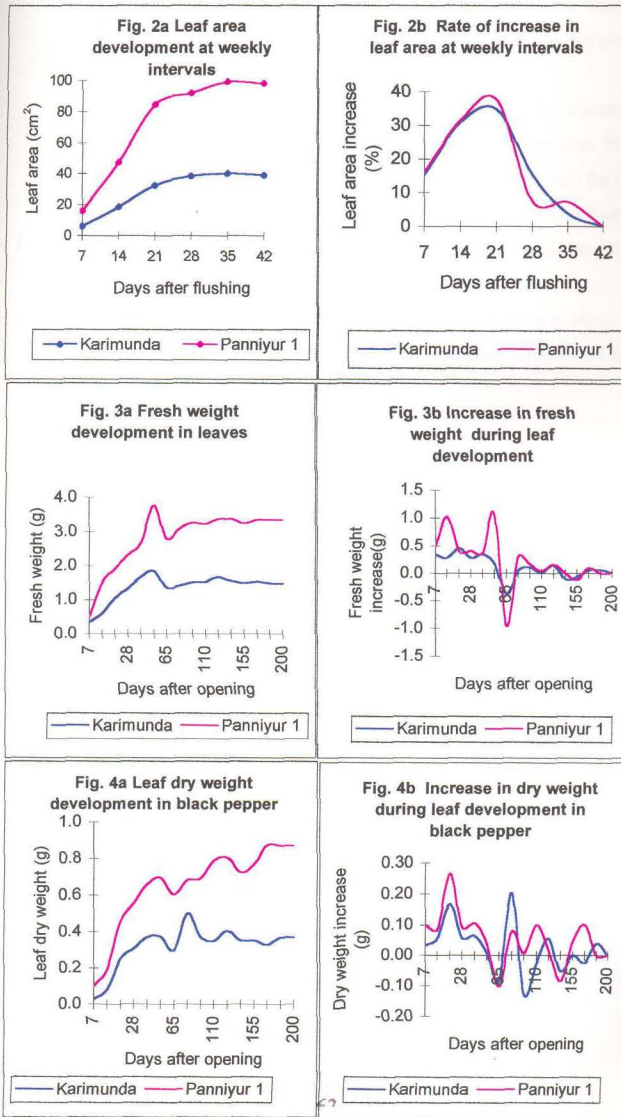 Fig. 2a Leaf area
development at weekly
intervals
Leaf area (cm²)
100
80
60
40
20
0
7 14 21 28 35 42
Days after flushing
Karimunda Panniyur 1
Fig. 2b Rate of increase in
leaf area at weekly intervals
Leaf area increase
(%)
40
30
20
10
0
7 14 21 28 35 42
Days after flushing
Karimunda Panniyur 1
Fig. 3a Fresh weight
development in leaves
Fresh weight (g)
4.0
3.0
2.0
1.0
0.0
7 28 65 110 155 200
Days after opening
Karimunda Panniyur 1
Fig. 3b Increase in fresh
weight during leaf
development
Fresh weight
increase(g)
1.5
1.0
0.5
0.0
-0.5
-1.0
-1.5
7 28 65 110 155 200
Days after opening
Karimunda Panniyur 1
Fig. 4a Leaf dry weight
development in black pepper
Leaf dry weight (g)
1.0
0.8
0.6
0.4
0.2
0.0
7 28 65 110 155 200
Days after opening
Karimunda Panniyur 1
Fig. 4b Increase in dry weight
during leaf development in
black pepper
Dry weight increase
(g)
0.30
0.20
0.10
0.00
-0.10
-0.20
7 28 65 110 155 200
Days after opening
Karimunda Panniyur 1